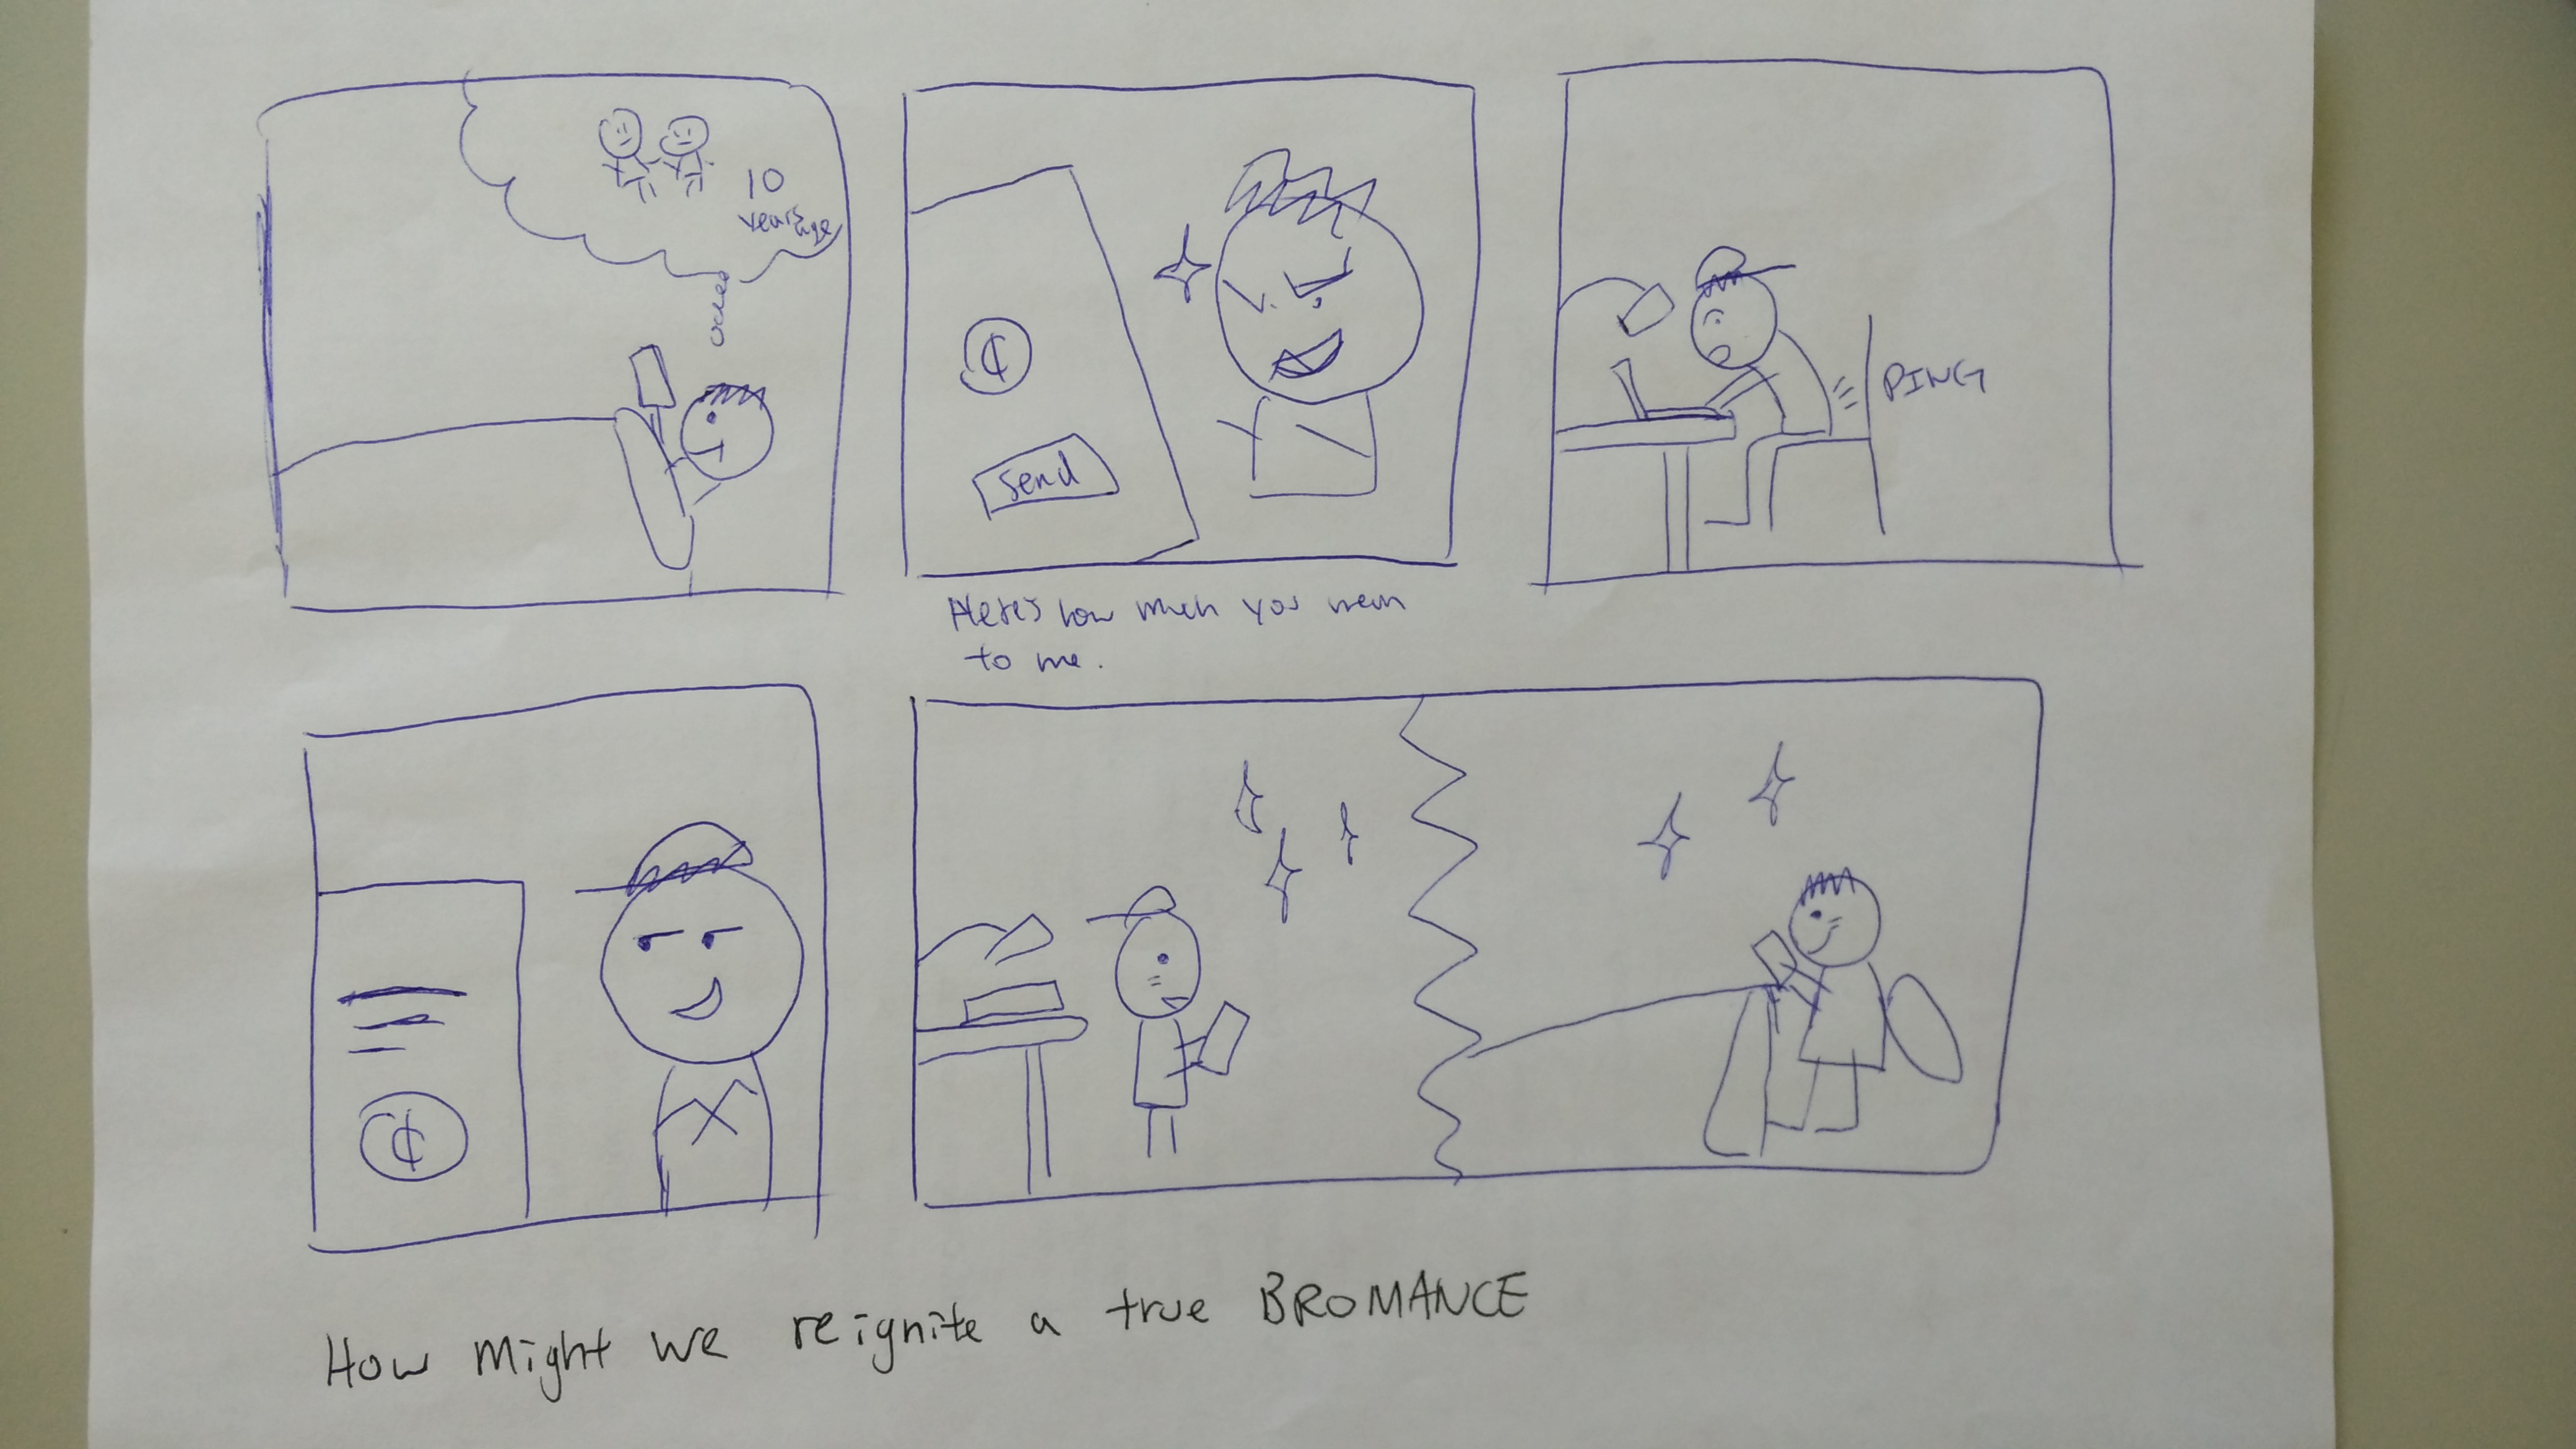 10
years ago
¢
send
Here's how much you mean
to me.
PING
¢
How might we reignite a true BROMANCE